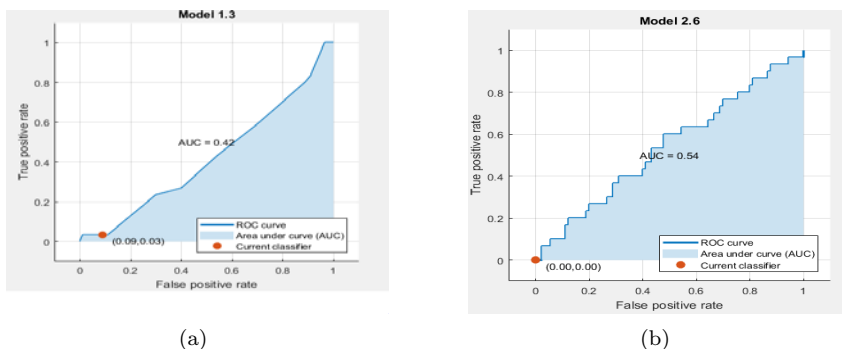 Model 1.3
1
0.8
0.6
0.4
0.2
0
True positive rate
AUC = 0.42
(0.09,0.03)
ROC curve
Area under curve (AUC)
Current classifier
0 0.2 0.4 0.6 0.8 1
False positive rate
(a)
Model 2.6
1
0.8
0.6
0.4
0.2
0
True positive rate
AUC = 0.54
(0.00,0.00)
ROC curve
Area under curve (AUC)
Current classifier
0 0.2 0.4 0.6 0.8 1
False positive rate
(b)